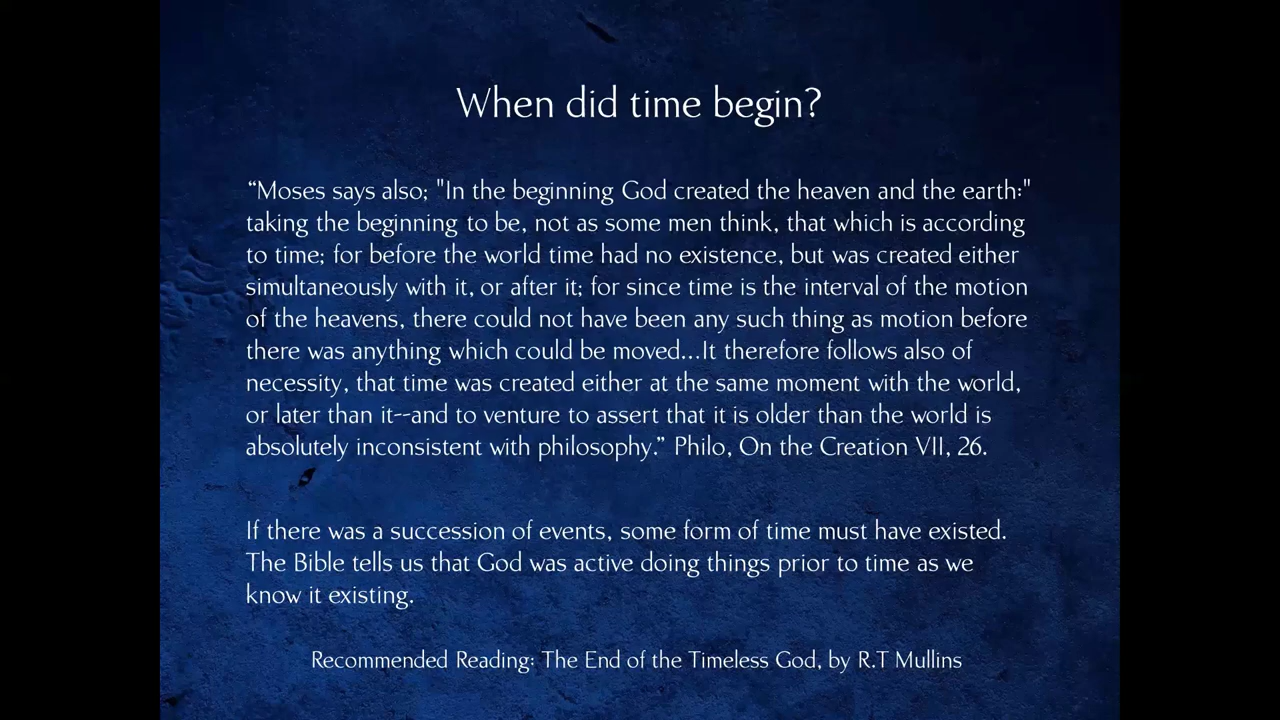 When did time begin?
“Moses says also; "In the beginning God created the heaven and the earth:"
taking the beginning to be, not as some men think, that which is according
to time; for before the world time had no existence, but was created either
simultaneously with it, or after it; for since time is the interval of the motion
of the heavens, there could not have been any such thing as motion before
there was anything which could be moved...It therefore follows also of
necessity, that time was created either at the same moment with the world,
or later than it--and to venture to assert that it is older than the world is
absolutely inconsistent with philosophy.” Philo, On the Creation VII, 26.
If there was a succession of events, some form of time must have existed.
The Bible tells us that God was active doing things prior to time as we
know it existing.
Recommended Reading: The End of the Timeless God, by R.T Mullins